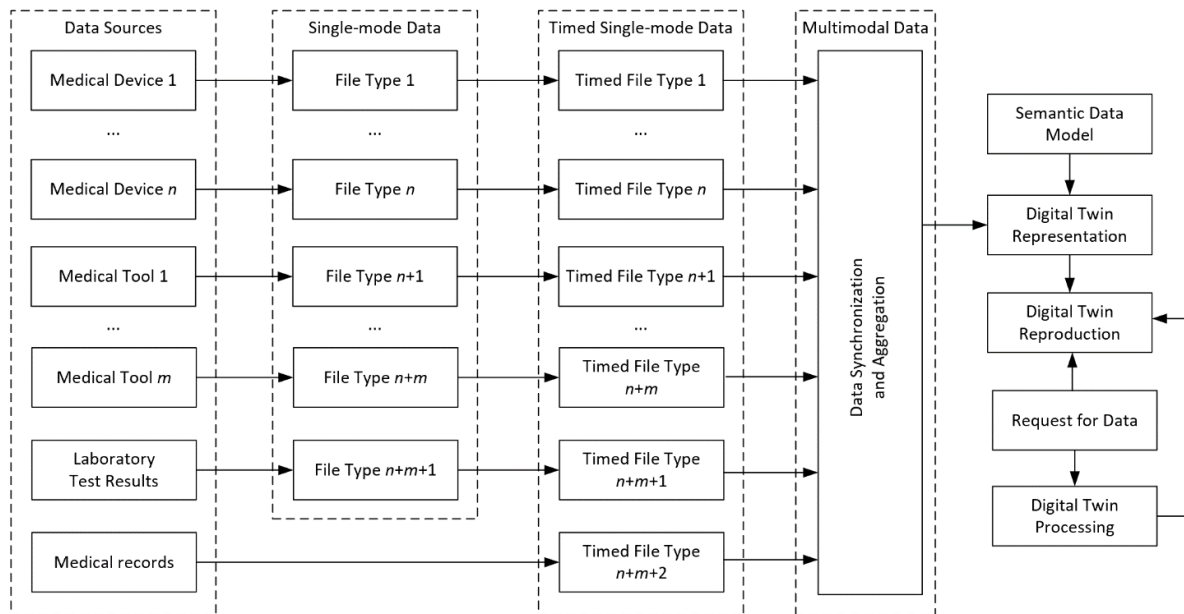 Data Sources
Single-mode Data
Timed Single-mode Data
Multimodal Data
Medical Device 1
File Type 1
Timed File Type 1
...
...
...
Medical Device n
File Type n
Timed File Type n
Medical Tool 1
File Type n+1
Timed File Type n+1
...
...
...
Medical Tool m
File Type n+m
Timed File Type
n+m
Laboratory
Test Results
File Type n+m+1
Timed File Type
n+m+1
Medical records
Timed File Type
n+m+2
Data Synchronization
and Aggregation
Semantic Data
Model
Digital Twin
Representation
Digital Twin
Reproduction
Request for Data
Digital Twin
Processing